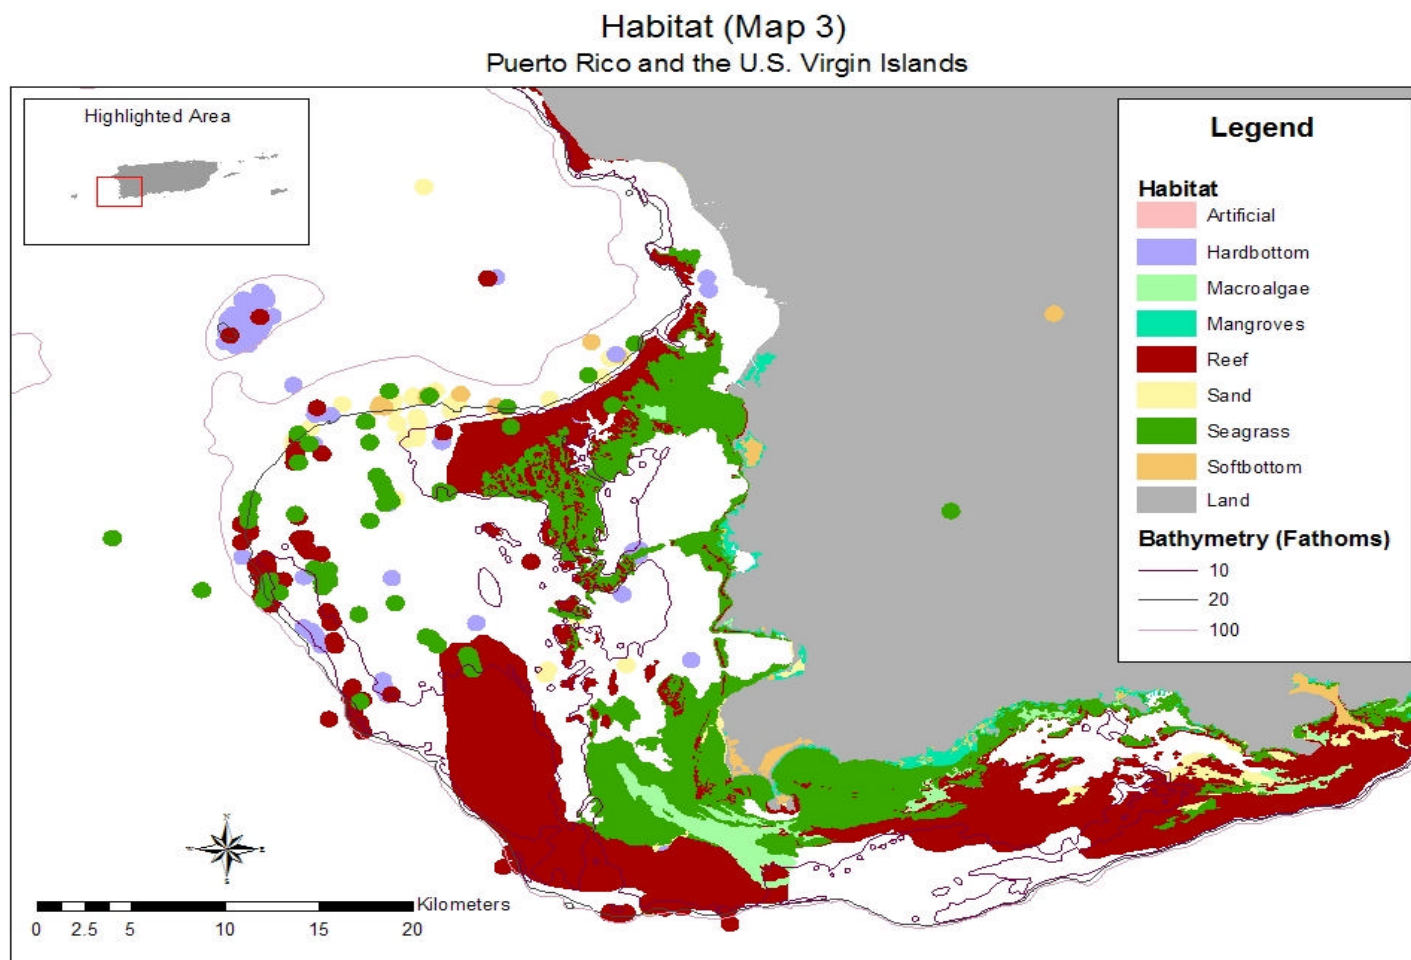 Habitat (Map 3)
Puerto Rico and the U.S. Virgin Islands
Highlighted Area
Legend
Habitat
Artificial
Hardbottom
Macroalgae
Mangroves
Reef
Sand
Seagrass
Softbottom
Land
Bathymetry (Fathoms)
10
20
100
N
Kilometers
0 2.5 5 10 15 20